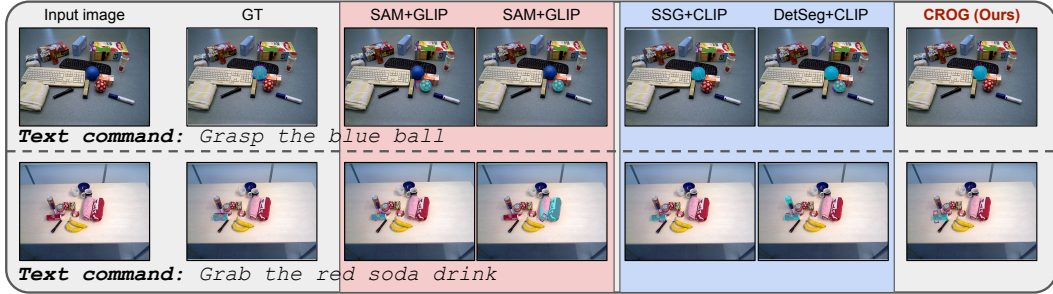 Input image GT SAM+GLIP SAM+GLIP SSG+CLIP DetSeg+CLIP CROG (Ours)
Text command: Grasp the blue ball
Text command: Grab the red soda drink